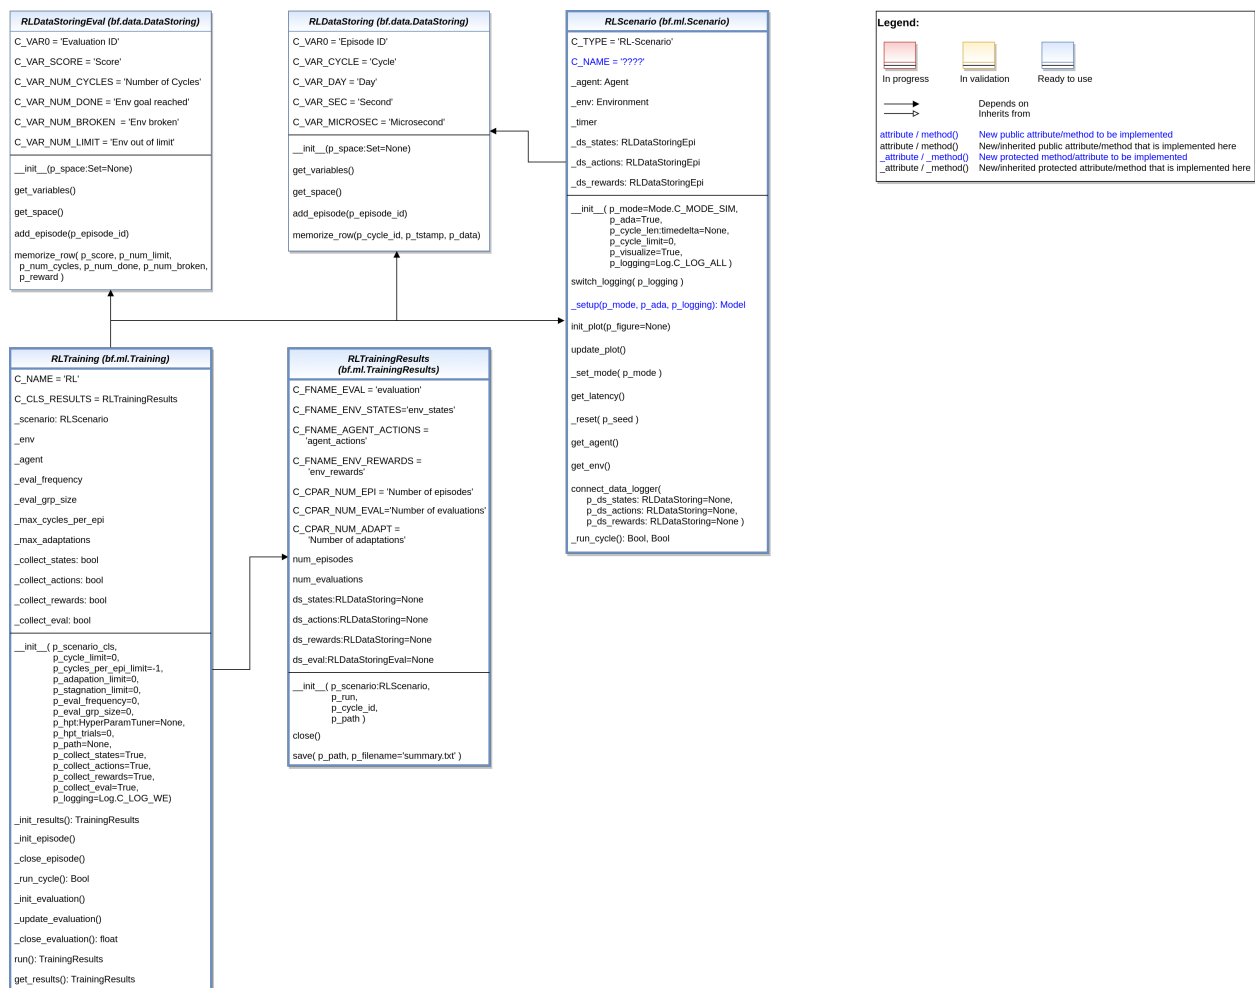 RLDataStoringEval (bf.data.DataStoring)
C_VAR0 = 'Evaluation ID'
C_VAR_SCORE = 'Score'
C_VAR_NUM_CYCLES = 'Number of Cycles'
C_VAR_NUM_DONE = 'Env goal reached'
C_VAR_NUM_BROKEN  = 'Env broken'
C_VAR_NUM_LIMIT = 'Env out of limit'
__init__(p_space:Set=None)
get_variables()
get_space()
add_episode(p_episode_id)
memorize_row( p_score, p_num_limit,
p_num_cycles, p_num_done, p_num_broken,
p_reward )
RLDataStoring (bf.data.DataStoring)
C_VAR0 = 'Episode ID'
C_VAR_CYCLE = 'Cycle'
C_VAR_DAY = 'Day'
C_VAR_SEC = 'Second'
C_VAR_MICROSEC = 'Microsecond'
__init__(p_space:Set=None)
get_variables()
get_space()
add_episode(p_episode_id)
memorize_row(p_cycle_id, p_tstamp, p_data)
RLScenario (bf.ml.Scenario)
C_TYPE = 'RL-Scenario'
C_NAME = '????'
_agent: Agent
_env: Environment
_timer
_ds_states: RLDataStoringEpi
_ds_actions: RLDataStoringEpi
_ds_rewards: RLDataStoringEpi
__init__( p_mode=Mode.C_MODE_SIM,
p_ada=True,
p_cycle_len:timedelta=None,
p_cycle_limit=0,
p_visualize=True,
p_logging=Log.C_LOG_ALL )
switch_logging( p_logging )
_setup(p_mode, p_ada, p_logging): Model
init_plot(p_figure=None)
update_plot()
_set_mode( p_mode )
get_latency()
_reset( p_seed )
get_agent()
get_env()
connect_data_logger(
p_ds_states: RLDataStoring=None,
p_ds_actions: RLDataStoring=None,
p_ds_rewards: RLDataStoring=None )
_run_cycle(): Bool, Bool
Legend:
In progress
In validation
Ready to use
Depends on
Inherits from
attribute / method() New public attribute/method to be implemented
attribute / method() New/inherited public attribute/method that is implemented here
_attribute / _method() New protected method/attribute to be implemented
_attribute / _method() New/inherited protected attribute/method that is implemented here
RLTraining (bf.ml.Training)
C_NAME = 'RL'
C_CLS_RESULTS = RLTrainingResults
_scenario: RLScenario
_env
_agent
_eval_frequency
_eval_grp_size
_max_cycles_per_epi
_max_adaptations
_collect_states: bool
_collect_actions: bool
_collect_rewards: bool
_collect_eval: bool
__init__( p_scenario_cls,
p_cycle_limit=0,
p_cycles_per_epi_limit=-1,
p_adapation_limit=0,
p_stagnation_limit=0,
p_eval_frequency=0,
p_eval_grp_size=0,
p_hpt:HyperParamTuner=None,
p_hpt_trials=0,
p_path=None,
p_collect_states=True,
p_collect_actions=True,
p_collect_rewards=True,
p_collect_eval=True,
p_logging=Log.C_LOG_WE)
_init_results(): TrainingResults
_init_episode()
_close_episode()
_run_cycle(): Bool
_init_evaluation()
_update_evaluation()
_close_evaluation(): float
run(): TrainingResults
get_results(): TrainingResults
RLTrainingResults
(bf.ml.TrainingResults)
C_FNAME_EVAL = 'evaluation'
C_FNAME_ENV_STATES='env_states'
C_FNAME_AGENT_ACTIONS =
'agent_actions'
C_FNAME_ENV_REWARDS =
'env_rewards'
C_CPAR_NUM_EPI = 'Number of episodes'
C_CPAR_NUM_EVAL='Number of evaluations'
C_CPAR_NUM_ADAPT =
'Number of adaptations'
num_episodes
num_evaluations
ds_states:RLDataStoring=None
ds_actions:RLDataStoring=None
ds_rewards:RLDataStoring=None
ds_eval:RLDataStoringEval=None
__init__( p_scenario:RLScenario,
p_run,
p_cycle_id,
p_path )
close()
save( p_path, p_filename='summary.txt' )